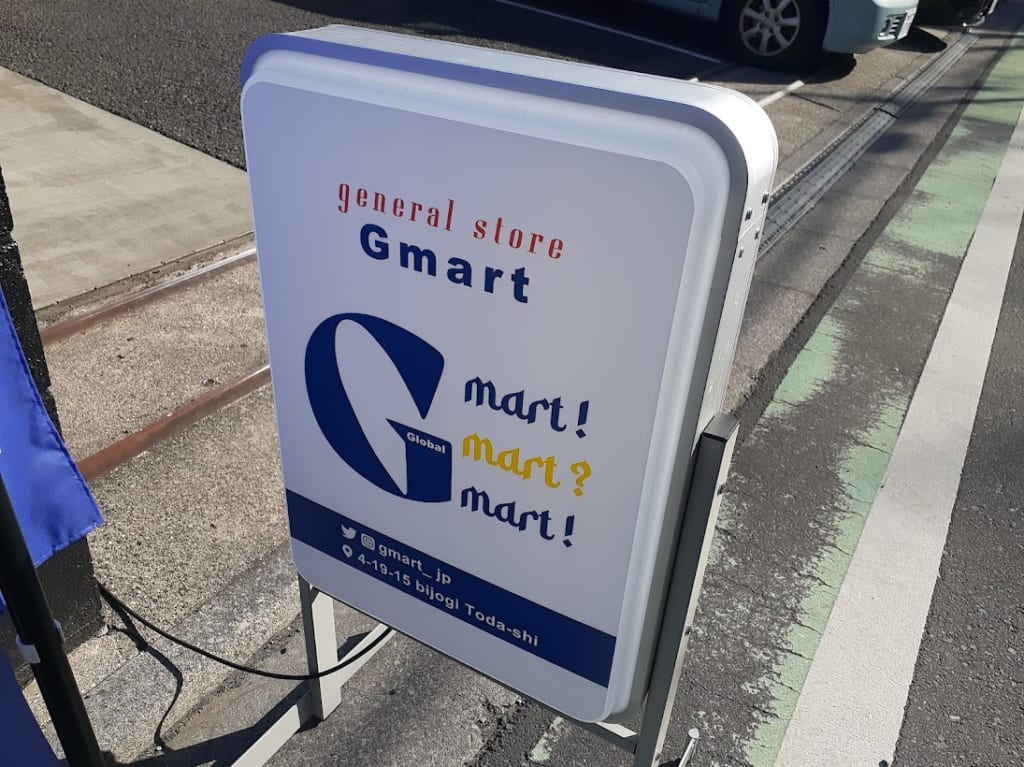 general store
Gmart
G
Global
mart!
mart?
mart!
gmart_jp
4-19-15 bijogi Toda-shi